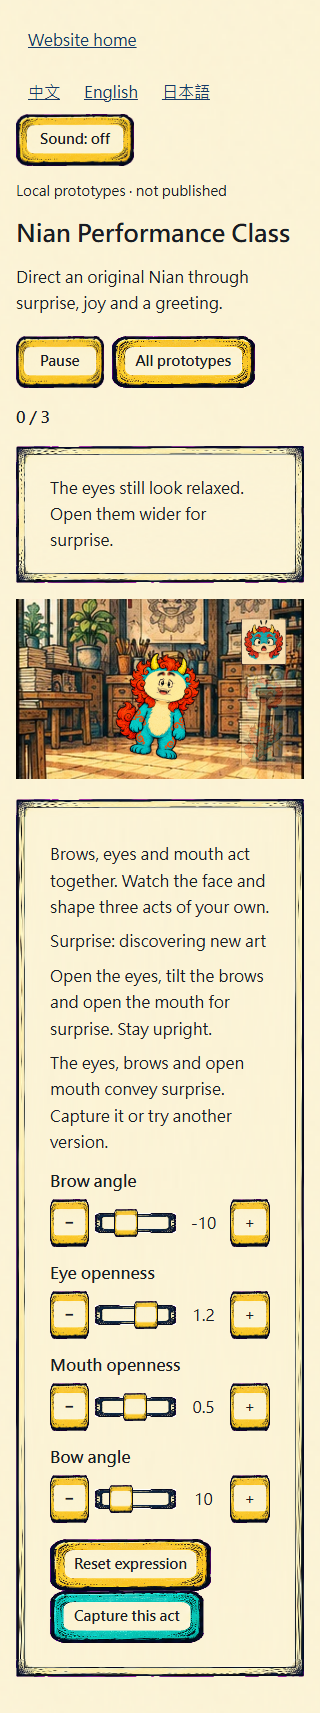 Website home
中文 English 日本語
Sound: off
Local prototypes · not published
Nian Performance Class
Direct an original Nian through
surprise, joy and a greeting.
Pause All prototypes
0 / 3
The eyes still look relaxed.
Open them wider for
surprise.
Brows, eyes and mouth act
together. Watch the face and
shape three acts of your own.
Surprise: discovering new art
Open the eyes, tilt the brows
and open the mouth for
surprise. Stay upright.
The eyes, brows and open
mouth convey surprise.
Capture it or try another
version.
Brow angle
− -10 +
Eye openness
− 1.2 +
Mouth openness
− 0.5 +
Bow angle
− 10 +
Reset expression
Capture this act